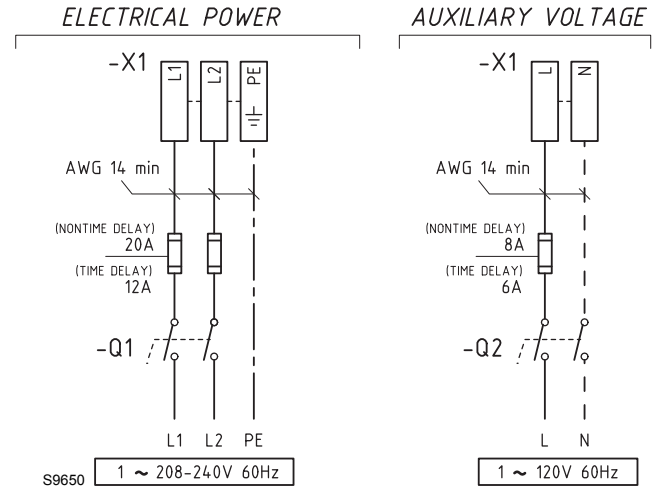 ELECTRICAL POWER
-X1
L1
L2
PE
AWG 14 min
(NONTIME DELAY)
20A
(TIME DELAY)
12A
-Q1
L1 L2 PE
1 ~ 208-240V 60Hz
S9650
AUXILIARY VOLTAGE
-X1
L
N
AWG 14 min
(NONTIME DELAY)
8A
(TIME DELAY)
6A
-Q2
L N
1 ~ 120V 60Hz